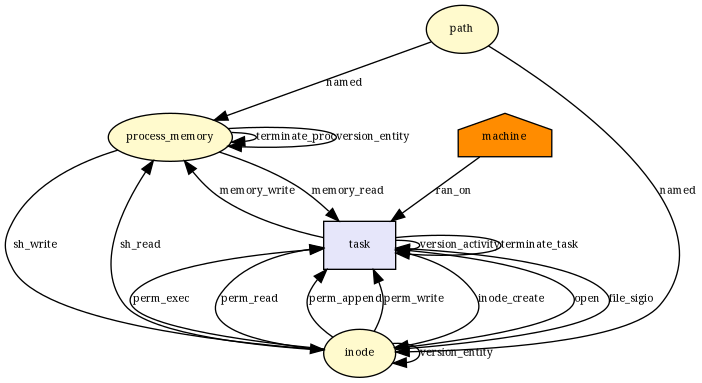 path
named
process_memory
terminate_proc
version_entity
machine
memory_write
memory_read
ran_on
named
sh_write
sh_read
task
version_activity
terminate_task
perm_exec
perm_read
perm_append
perm_write
inode_create
open
file_sigio
inode
version_entity